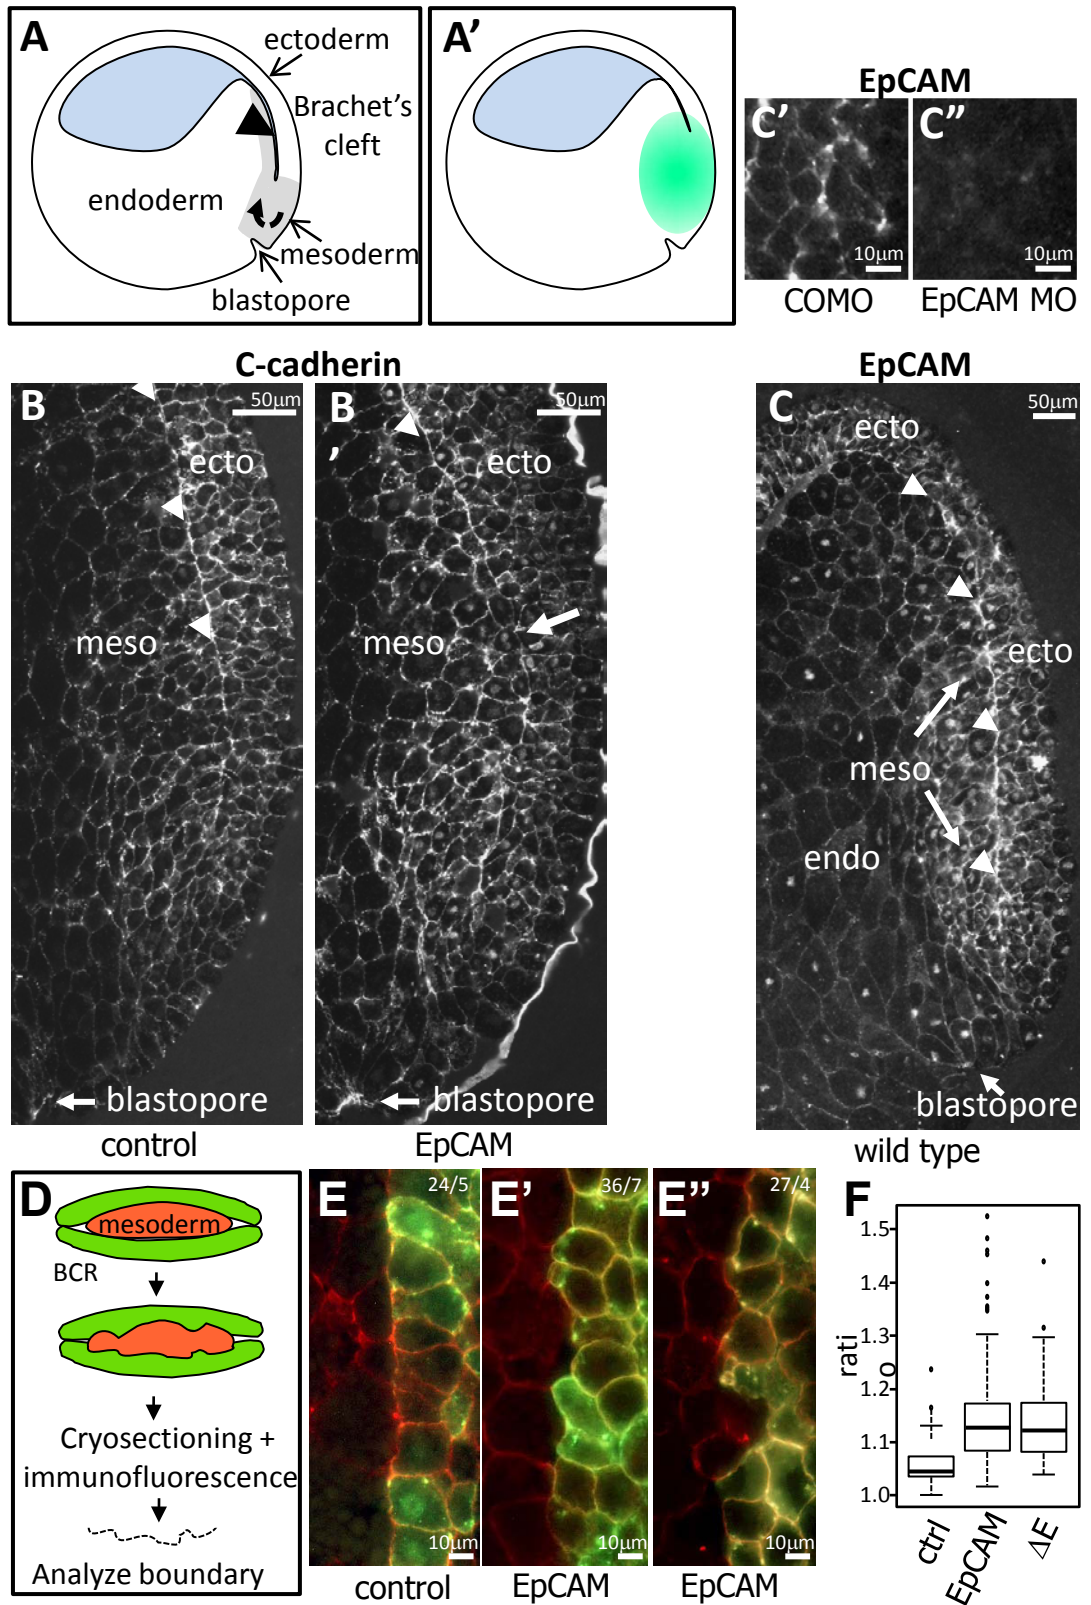 A
ectoderm
Brachet's
cleft
endoderm
mesoderm
blastopore
A'
EpCAM
C'
10µm
COMO
C''
10µm
EpCAM MO
C-cadherin
B
50µm
ecto
meso
blastopore
control
B
'
50µm
ecto
meso
blastopore
EpCAM
EpCAM
C
50µm
ecto
ecto
meso
endo
blastopore
wild type
D
mesoderm
BCR
Cryosectioning +
immunofluorescence
Analyze boundary
E
24/5
10µm
control
E'
36/7
10µm
EpCAM
E''
27/4
10µm
EpCAM
F
rati
o
1.5
1.4
1.3
1.2
1.1
1.0
ctrl
EpCAM
ΔE